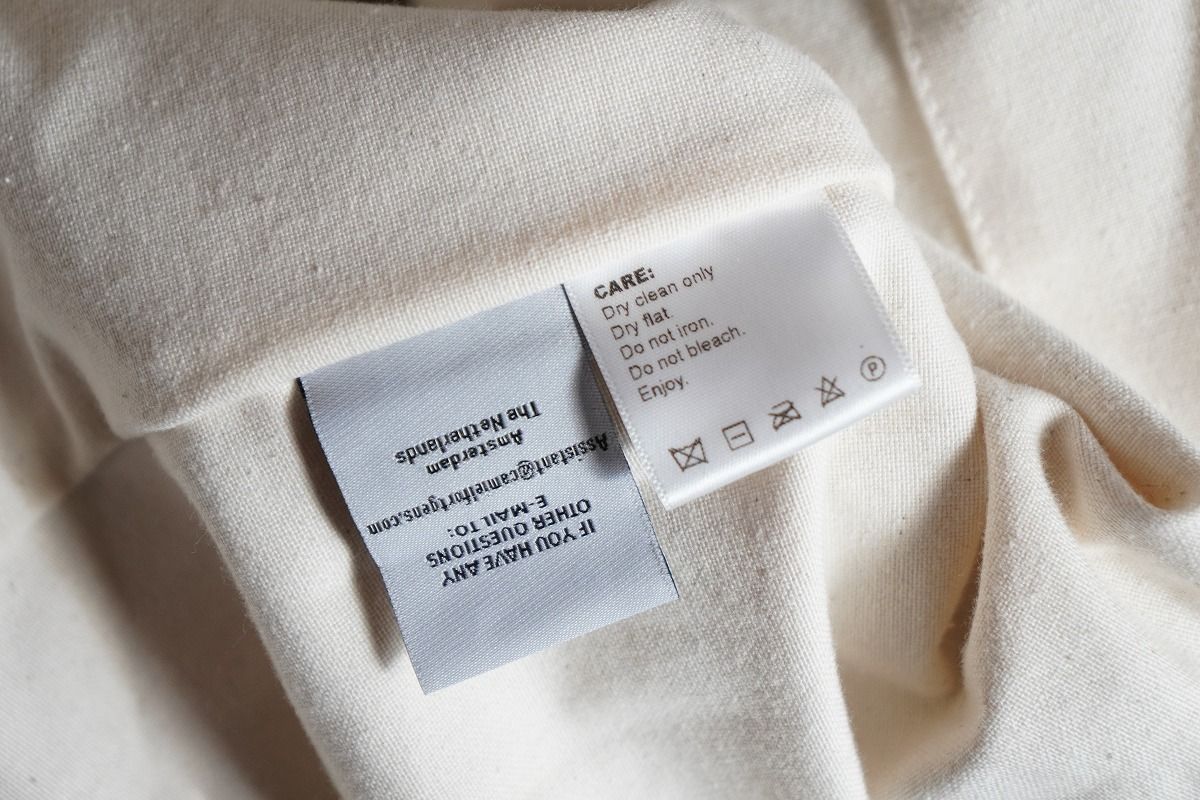 CARE:
Dry clean only
Dry flat.
Do not iron.
Do not bleach.
Enjoy.
P
IF YOU HAVE ANY
OTHER QUESTIONS
E-MAIL TO:
Assistant@camielfortgens.com
Amsterdam
The Netherlands